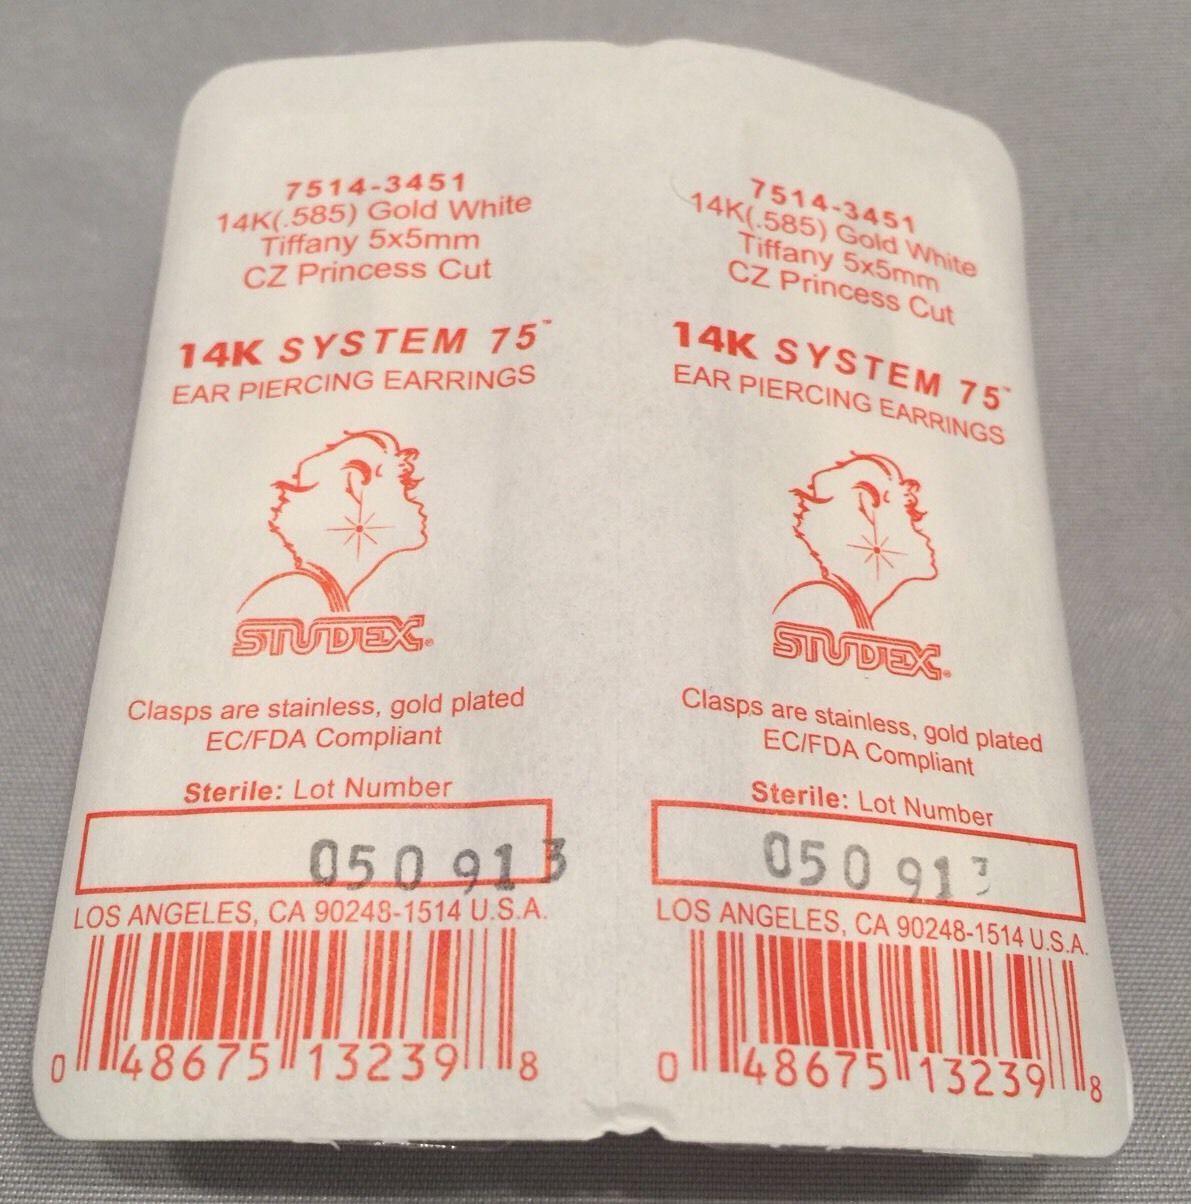 7514-3451
14K(.585) Gold White
Tiffany 5x5mm
CZ Princess Cut
14K SYSTEM 75™
EAR PIERCING EARRINGS
STUDEX®
Clasps are stainless, gold plated
EC/FDA Compliant
Sterile: Lot Number
050913
LOS ANGELES, CA 90248-1514 U.S.A.
0 48675 13239 8
7514-3451
14K(.585) Gold White
Tiffany 5x5mm
CZ Princess Cut
14K SYSTEM 75™
EAR PIERCING EARRINGS
STUDEX®
Clasps are stainless, gold plated
EC/FDA Compliant
Sterile: Lot Number
050913
LOS ANGELES, CA 90248-1514 U.S.A.
0 48675 13239 8